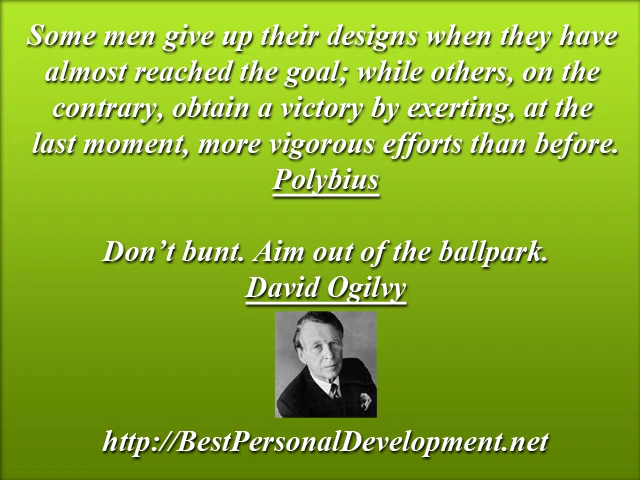 Some men give up their designs when they have
almost reached the goal; while others, on the
contrary, obtain a victory by exerting, at the
last moment, more vigorous efforts than before.
Polybius
Don’t bunt. Aim out of the ballpark.
David Ogilvy
http://BestPersonalDevelopment.net